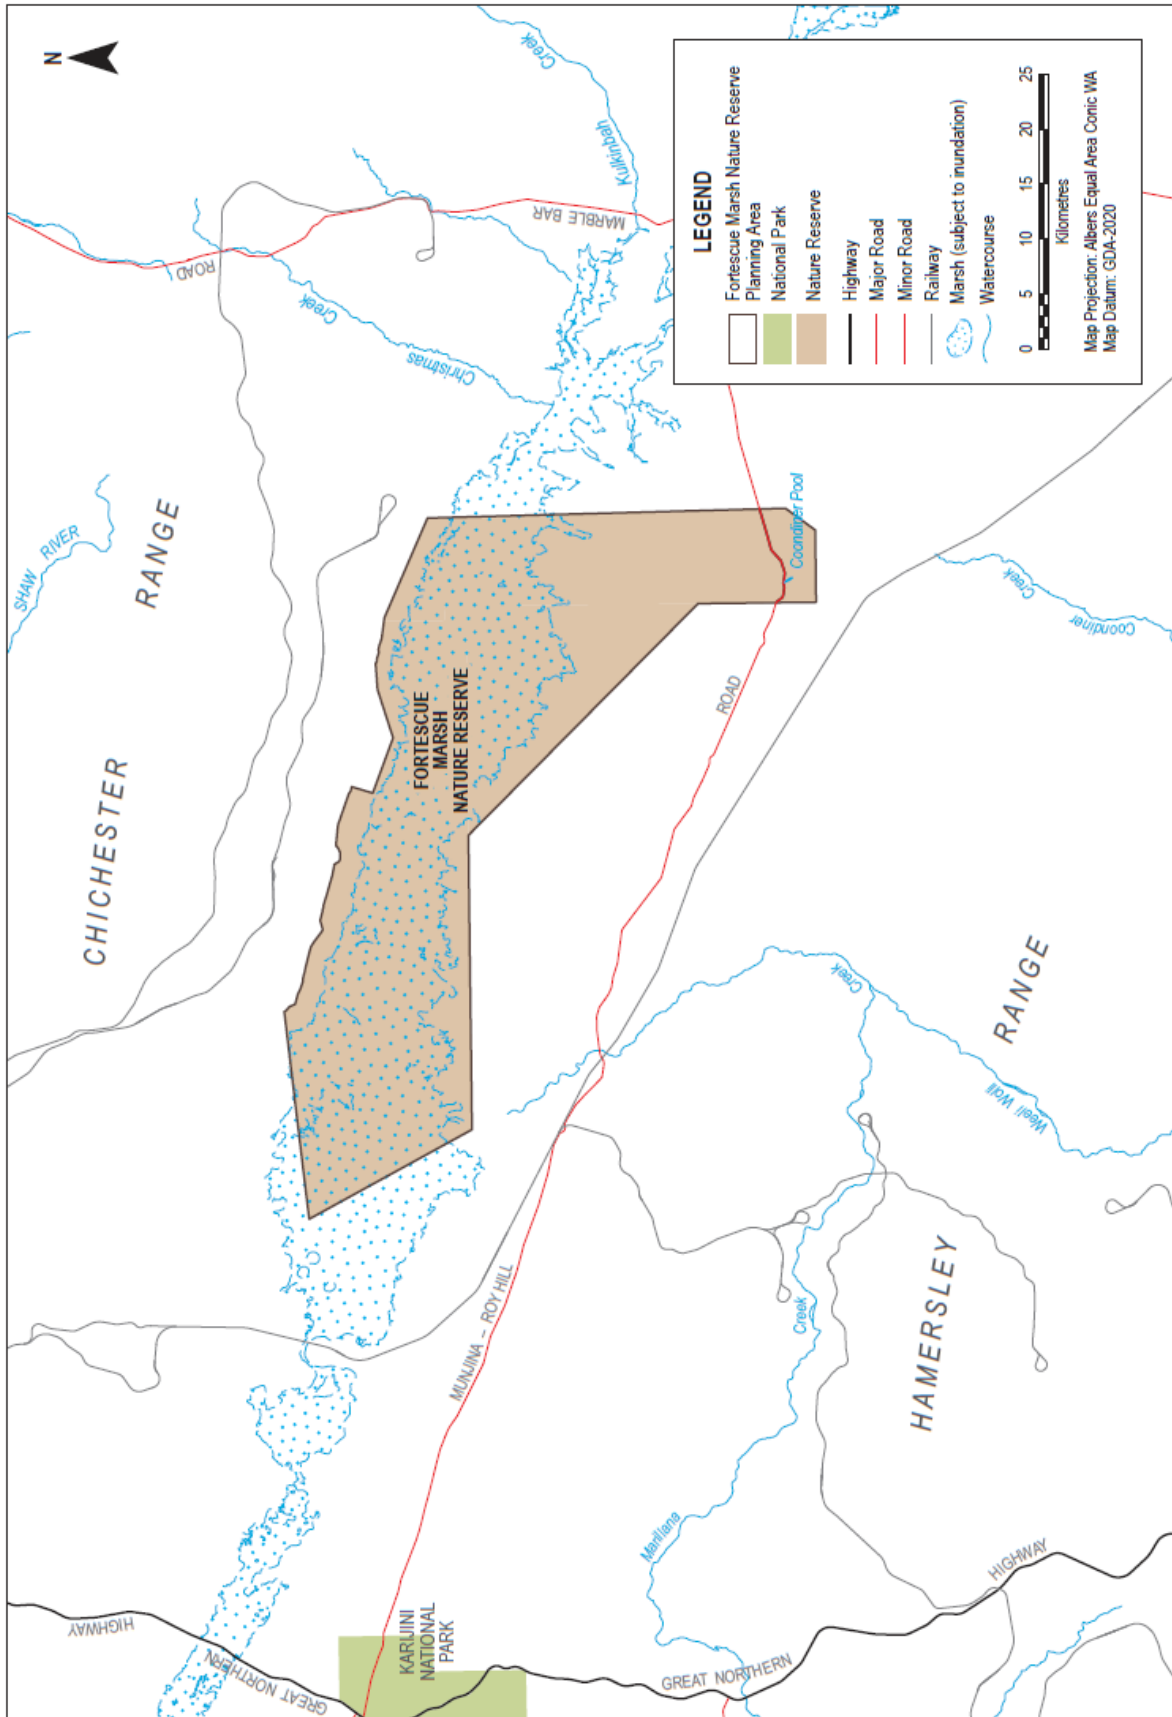 N
SHAW RIVER
CHICHESTER
RANGE
ROAD
Creek
Kulkinbah
MARBLE BAR
Christmas
Creek
FORTESCUE
MARSH
NATURE RESERVE
Coondiner Pool
HIGHWAY
GREAT NORTHERN
KARIJINI
NATIONAL
PARK
MUNJINA – ROY HILL
ROAD
Marillana
Creek
Weeli Wolli
Creek
Coondiner
Creek
HAMERSLEY
RANGE
GREAT NORTHERN
HIGHWAY
LEGEND
Fortescue Marsh Nature Reserve
Planning Area
National Park
Nature Reserve
Highway
Major Road
Minor Road
Railway
Marsh (subject to inundation)
Watercourse
0 5 10 15 20 25
Kilometres
Map Projection: Albers Equal Area Conic WA
Map Datum: GDA-2020